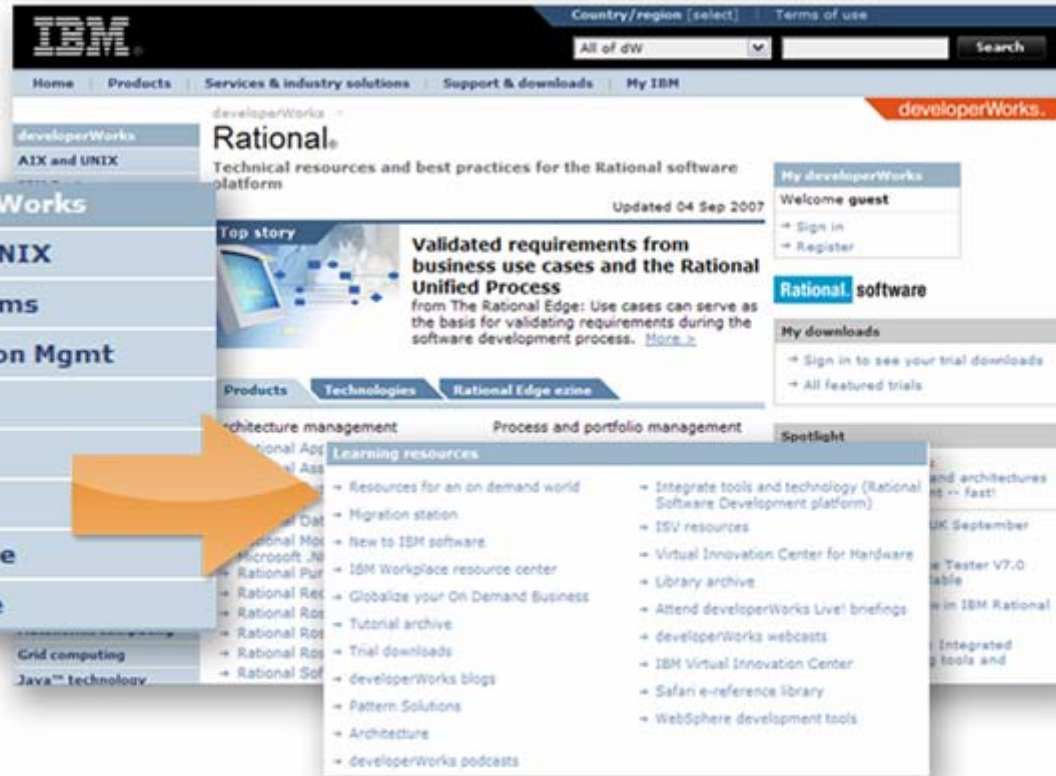 IBM
Country/region [select]
Terms of use
All of dW
Search
Home
Products
Services & industry solutions
Support & downloads
My IBM
developerWorks
developerWorks.
developerWorks
AIX and UNIX
Rational
Technical resources and best practices for the Rational software
platform
Updated 04 Sep 2007
My developerWorks
Welcome guest
→ Sign in
→ Register
Works
NIX
ms
on Mgmt
e
Top story
Validated requirements from
business use cases and the Rational
Unified Process
from The Rational Edge: Use cases can serve as
the basis for validating requirements during the
software development process. More >
Rational. software
My downloads
→ Sign in to see your trial downloads
→ All featured trials
Products
Technologies
Rational Edge ezine
rchitecture management
Process and portfolio management
Spotlight
and architectures
-- fast!
UK September
Tester V7.0
in IBM Rational
Integrated
tools and
Microsoft
→ Rational Pur
→ Rational Req
→ Rational Ros
→ Rational Ros
→ Rational Ros
→ Rational Sof
Grid computing
Java™ technology
Learning resources
→ Resources for an on demand world
→ Migration station
→ New to IBM software
→ IBM Workplace resource center
→ Globalize your On Demand Business
→ Tutorial archive
→ Trial downloads
→ developerWorks blogs
→ Pattern Solutions
→ Architecture
→ developerWorks podcasts
→ Integrate tools and technology (Rational
Software Development platform)
→ ISV resources
→ Virtual Innovation Center for Hardware
→ Library archive
→ Attend developerWorks Live! briefings
→ developerWorks webcasts
→ IBM Virtual Innovation Center
→ Safari e-reference library
→ WebSphere development tools